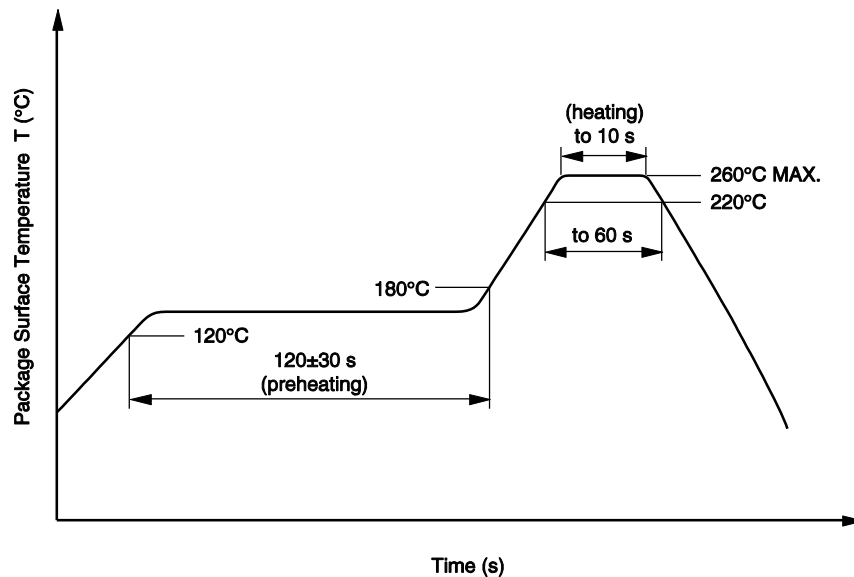 Package Surface Temperature T (°C)
(heating)
to 10 s
260°C MAX.
220°C
to 60 s
180°C
120°C
120±30 s
(preheating)
Time (s)